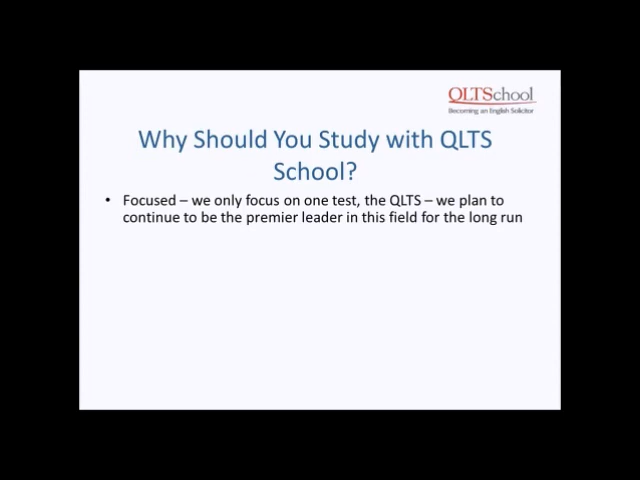 QLTSchool
Becoming an English Solicitor
Why Should You Study with QLTS
School?
• Focused – we only focus on one test, the QLTS – we plan to
continue to be the premier leader in this field for the long run